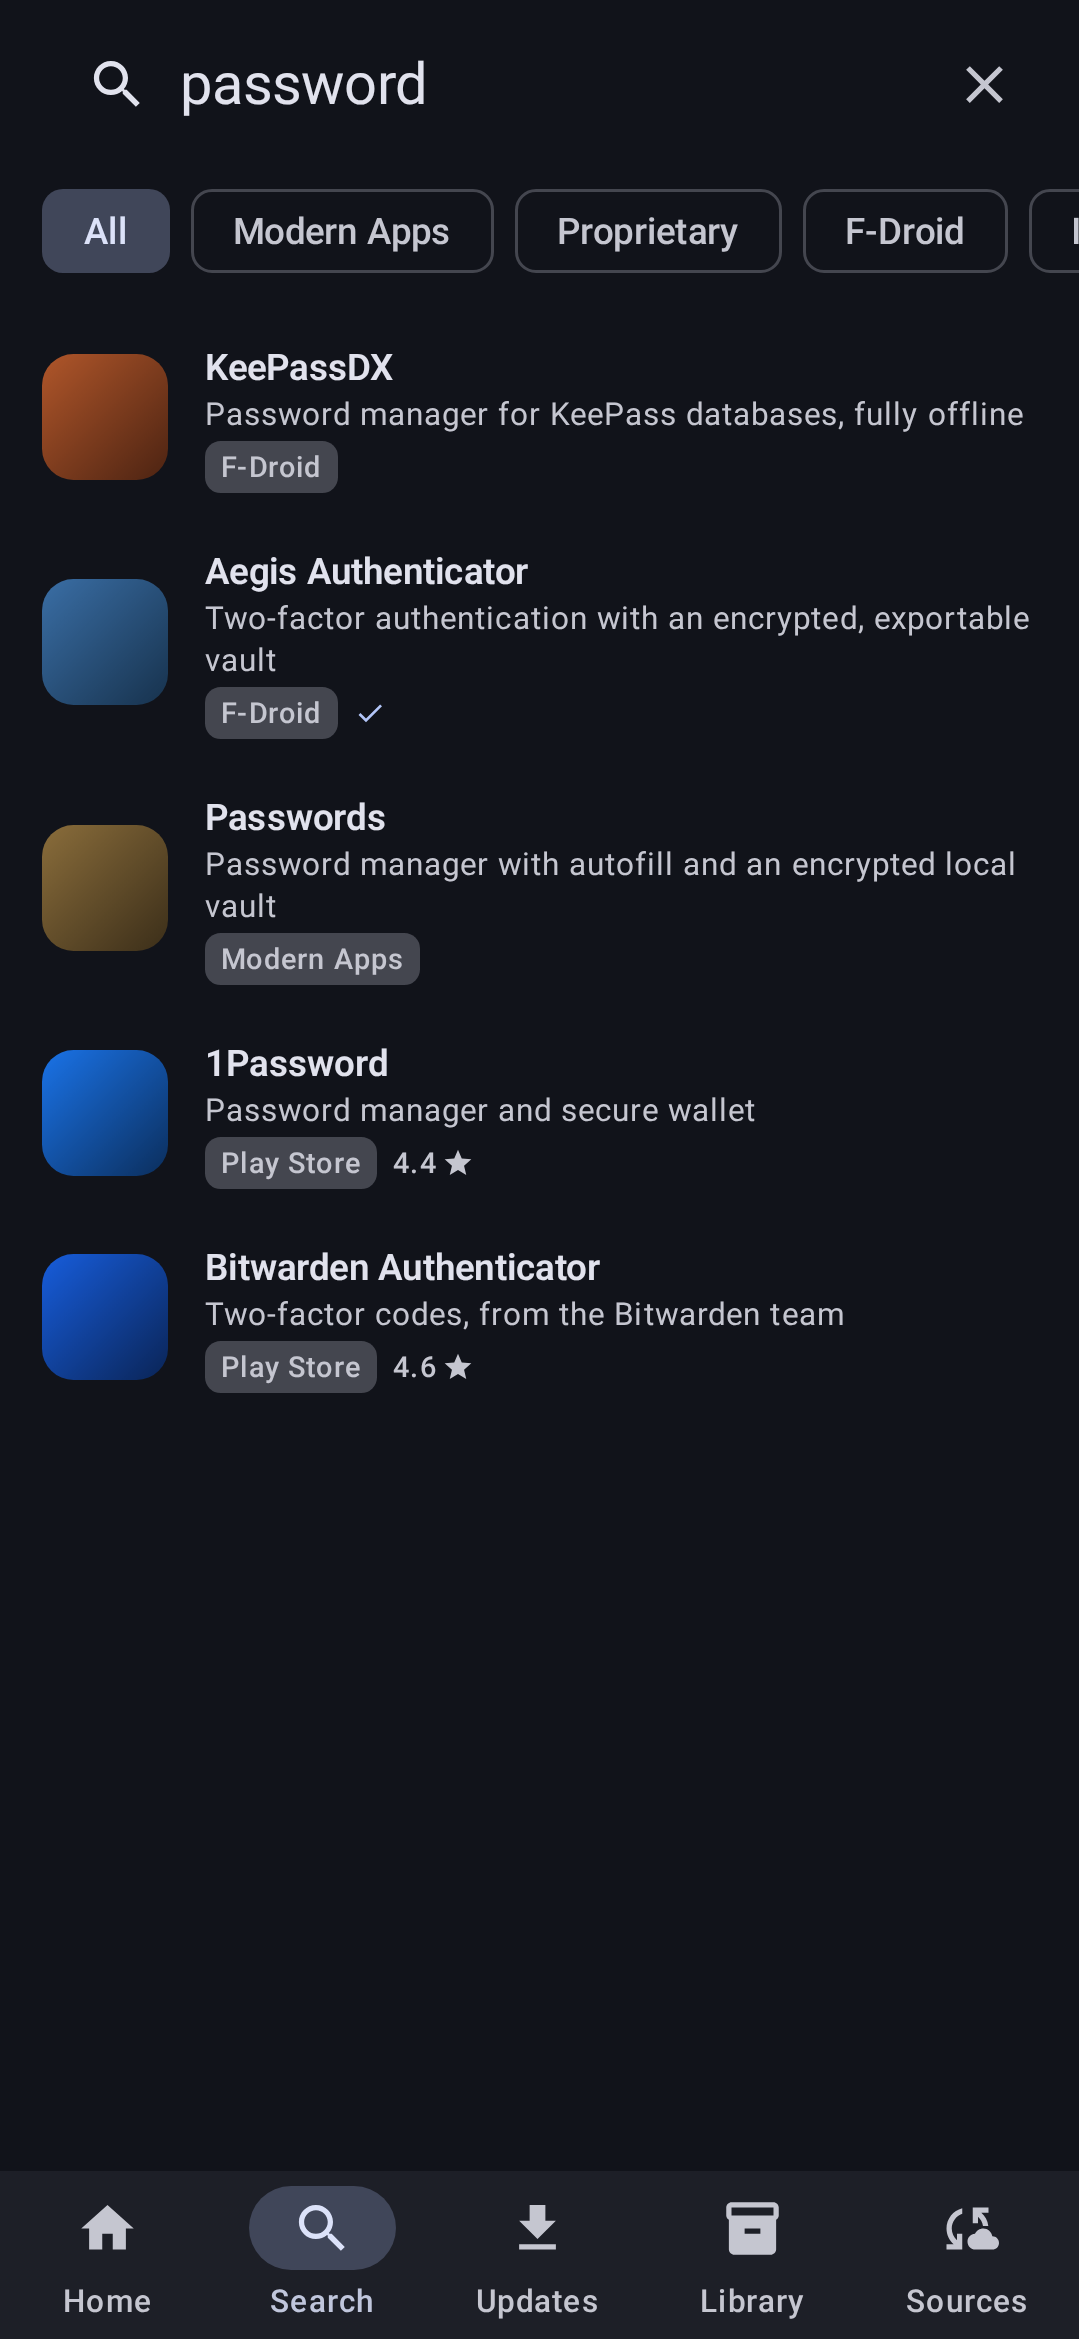 password
All
Modern Apps
Proprietary
F-Droid
KeePassDX
Password manager for KeePass databases, fully offline
F-Droid
Aegis Authenticator
Two-factor authentication with an encrypted, exportable
vault
F-Droid
Passwords
Password manager with autofill and an encrypted local
vault
Modern Apps
1Password
Password manager and secure wallet
Play Store 4.4
Bitwarden Authenticator
Two-factor codes, from the Bitwarden team
Play Store 4.6
Home
Search
Updates
Library
Sources